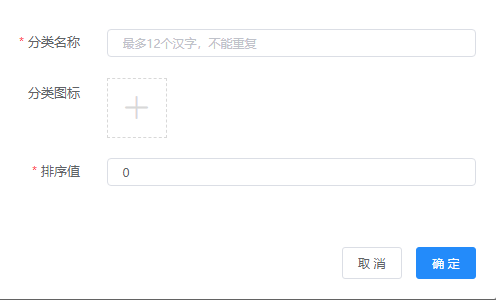 * 分类名称
最多12个汉字，不能重复
分类图标
* 排序值
0
取消
确定